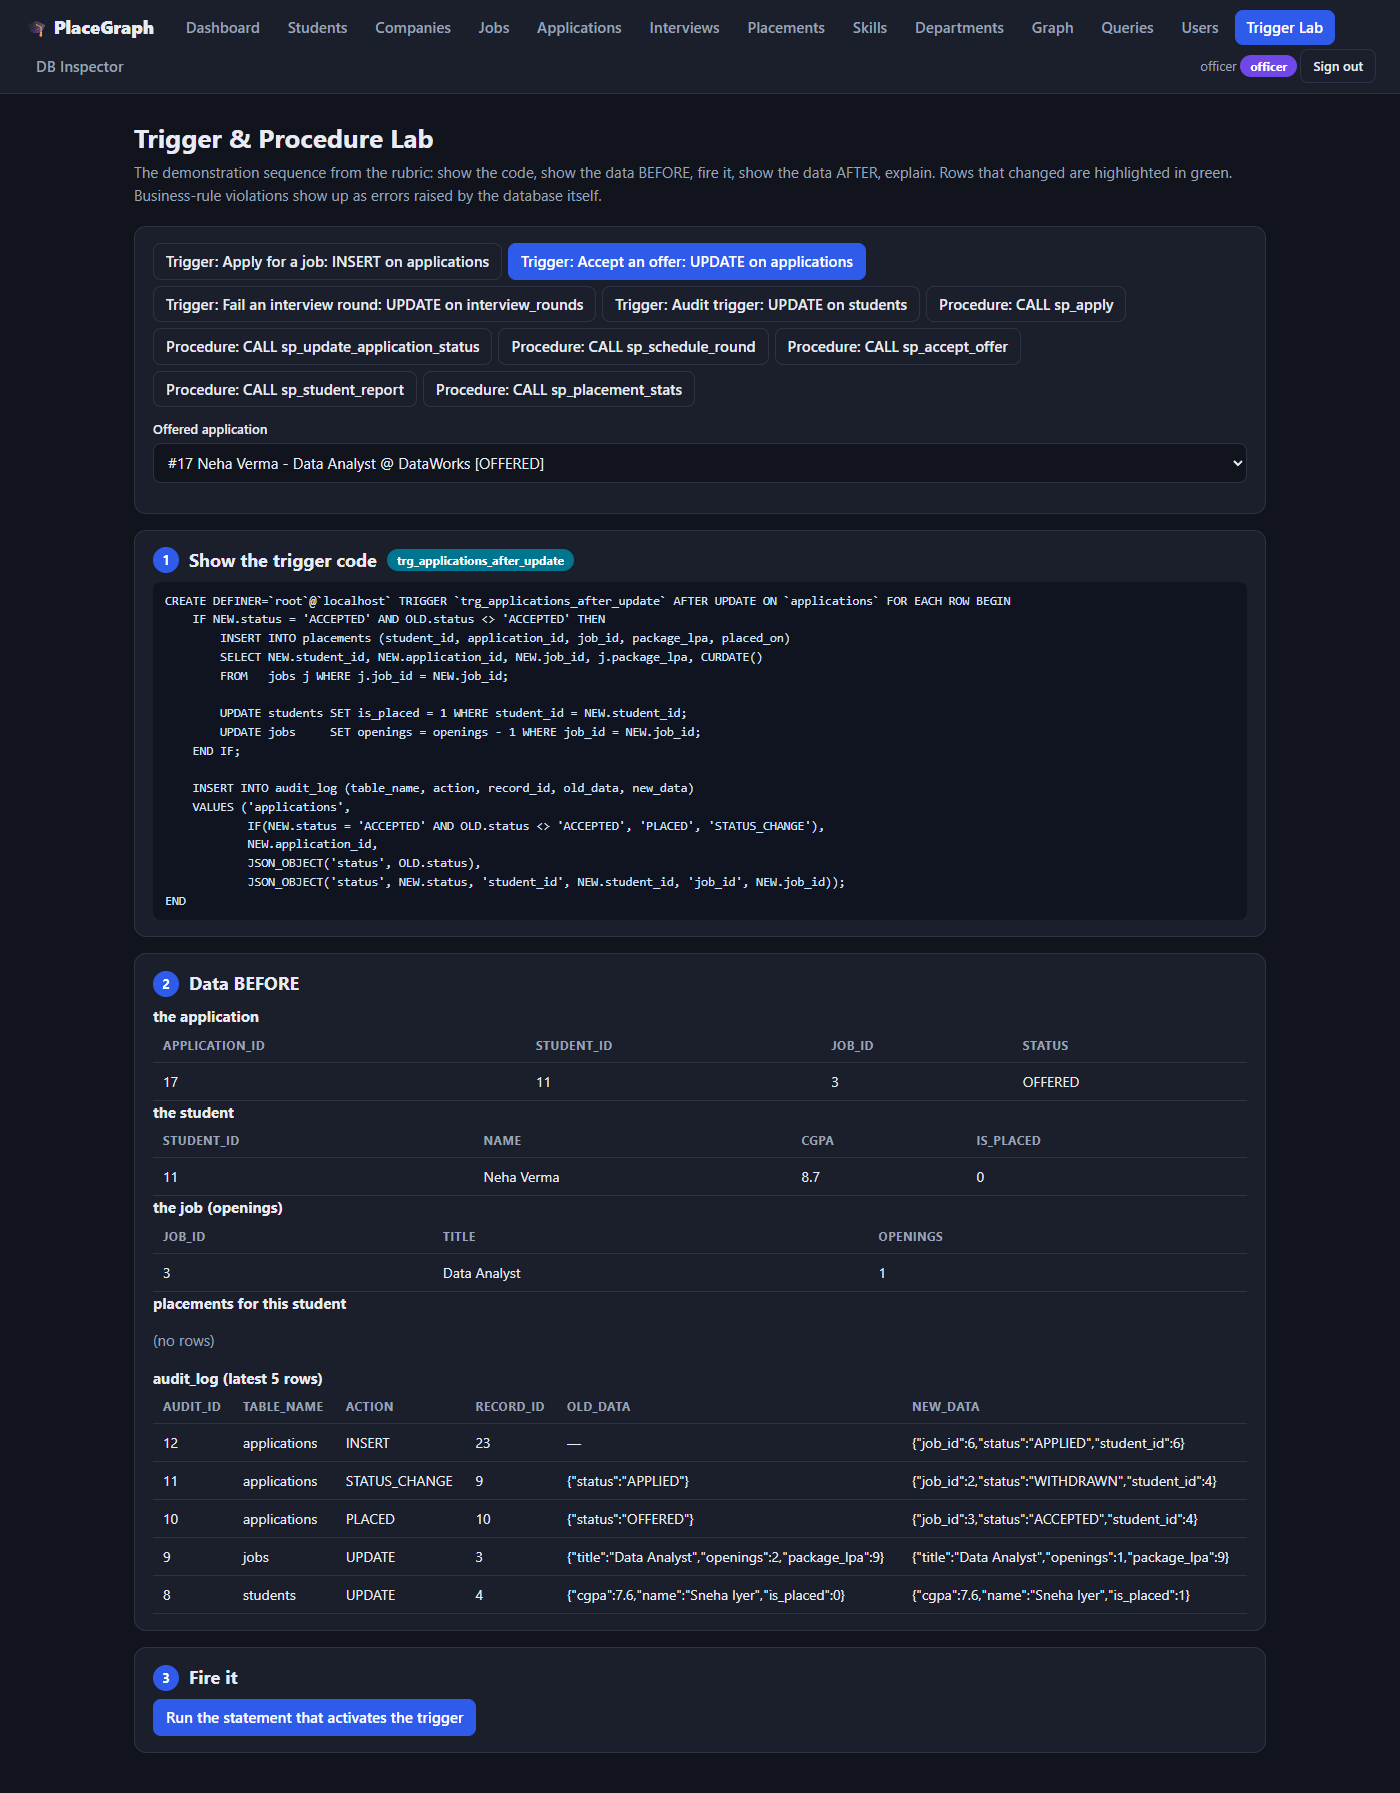 PlaceGraph Dashboard Students Companies Jobs Applications Interviews Placements Skills Departments Graph Queries Users Trigger Lab
DB Inspector officer officer Sign out
Trigger & Procedure Lab
The demonstration sequence from the rubric: show the code, show the data BEFORE, fire it, show the data AFTER, explain. Rows that changed are highlighted in green.
Business-rule violations show up as errors raised by the database itself.
Trigger: Apply for a job: INSERT on applications Trigger: Accept an offer: UPDATE on applications
Trigger: Fail an interview round: UPDATE on interview_rounds Trigger: Audit trigger: UPDATE on students Procedure: CALL sp_apply
Procedure: CALL sp_update_application_status Procedure: CALL sp_schedule_round Procedure: CALL sp_accept_offer
Procedure: CALL sp_student_report Procedure: CALL sp_placement_stats
Offered application
#17 Neha Verma - Data Analyst @ DataWorks [OFFERED]
1 Show the trigger code trg_applications_after_update
CREATE DEFINER=`root`@`localhost` TRIGGER `trg_applications_after_update` AFTER UPDATE ON `applications` FOR EACH ROW BEGIN
    IF NEW.status = 'ACCEPTED' AND OLD.status <> 'ACCEPTED' THEN
        INSERT INTO placements (student_id, application_id, job_id, package_lpa, placed_on)
        SELECT NEW.student_id, NEW.application_id, NEW.job_id, j.package_lpa, CURDATE()
        FROM   jobs j WHERE j.job_id = NEW.job_id;
        UPDATE students SET is_placed = 1 WHERE student_id = NEW.student_id;
        UPDATE jobs     SET openings = openings - 1 WHERE job_id = NEW.job_id;
    END IF;
    INSERT INTO audit_log (table_name, action, record_id, old_data, new_data)
    VALUES ('applications',
            IF(NEW.status = 'ACCEPTED' AND OLD.status <> 'ACCEPTED', 'PLACED', 'STATUS_CHANGE'),
            NEW.application_id,
            JSON_OBJECT('status', OLD.status),
            JSON_OBJECT('status', NEW.status, 'student_id', NEW.student_id, 'job_id', NEW.job_id));
END
2 Data BEFORE
the application
APPLICATION_ID STUDENT_ID JOB_ID STATUS
17 11 3 OFFERED
the student
STUDENT_ID NAME CGPA IS_PLACED
11 Neha Verma 8.7 0
the job (openings)
JOB_ID TITLE OPENINGS
3 Data Analyst 1
placements for this student
(no rows)
audit_log (latest 5 rows)
AUDIT_ID TABLE_NAME ACTION RECORD_ID OLD_DATA NEW_DATA
12 applications INSERT 23 — {"job_id":6,"status":"APPLIED","student_id":6}
11 applications STATUS_CHANGE 9 {"status":"APPLIED"} {"job_id":2,"status":"WITHDRAWN","student_id":4}
10 applications PLACED 10 {"status":"OFFERED"} {"job_id":3,"status":"ACCEPTED","student_id":4}
9 jobs UPDATE 3 {"title":"Data Analyst","openings":2,"package_lpa":9} {"title":"Data Analyst","openings":1,"package_lpa":9}
8 students UPDATE 4 {"cgpa":7.6,"name":"Sneha Iyer","is_placed":0} {"cgpa":7.6,"name":"Sneha Iyer","is_placed":1}
3 Fire it
Run the statement that activates the trigger